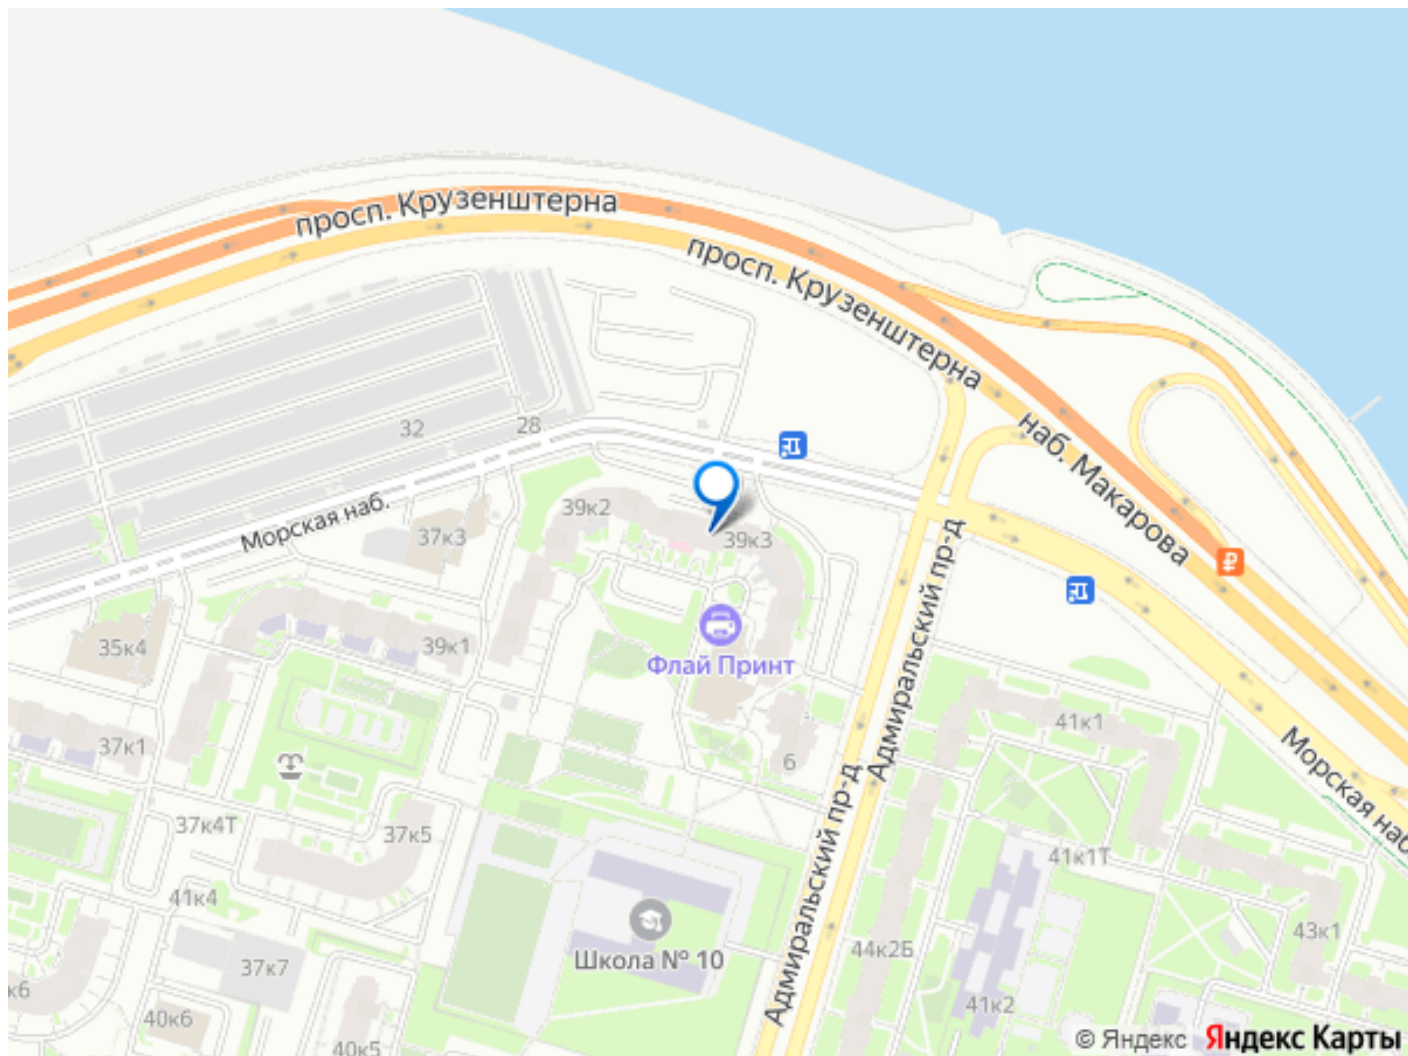 просп. Крузенштерна
просп. Крузенштерна
наб. Макарова
32
28
Морская наб.
39к2
37к3
39к3
Адмиральский пр-д
35к4
39к1
Флай Принт
37к1
6
41к1
Адмиральский пр-д
Морская наб.
37к4Т
37к5
41к1Т
41к4
Школа № 10
44к2Б
43к1
37к7
к6
40к6
41к2
40к5
© Яндекс Яндекс Карты